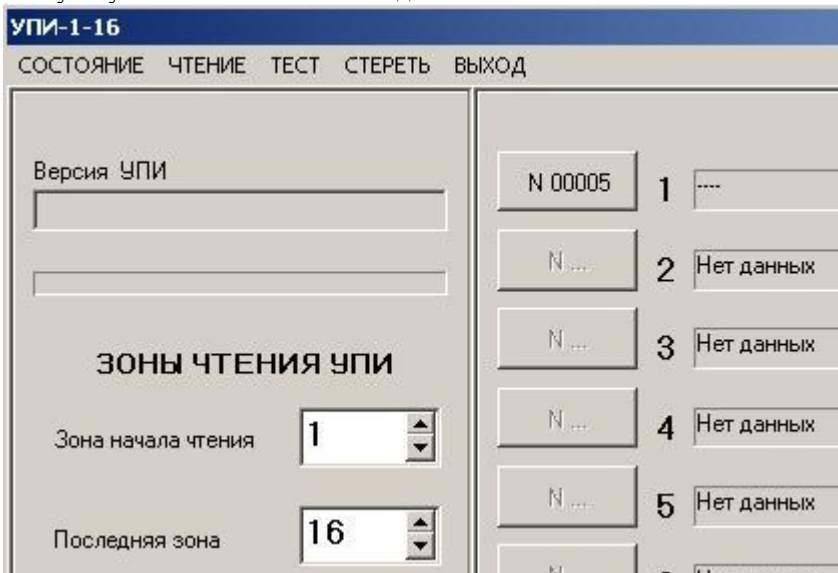 УПИ-1-16
СОСТОЯНИЕ ЧТЕНИЕ ТЕСТ СТЕРЕТЬ ВЫХОД
Версия УПИ
ЗОНЫ ЧТЕНИЯ УПИ
Зона начала чтения 1
Последняя зона 16
N 00005 1 ----
N ... 2 Нет данных
N ... 3 Нет данных
N ... 4 Нет данных
N ... 5 Нет данных